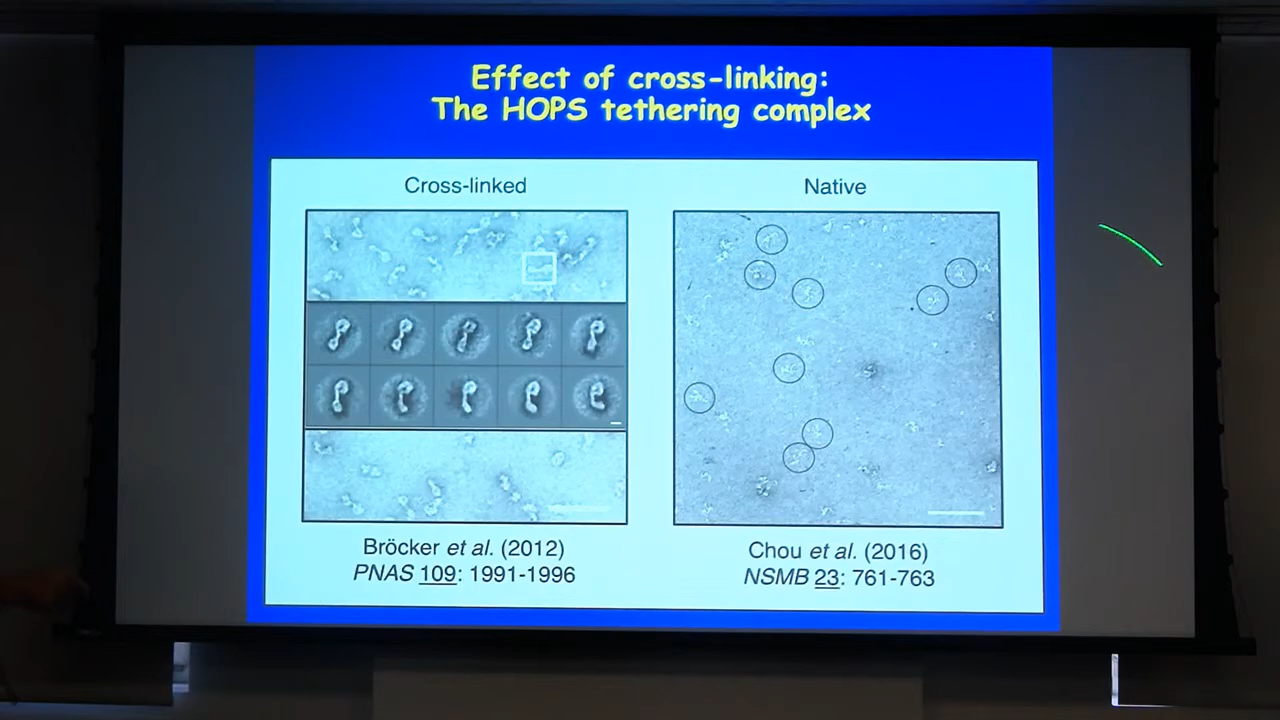 Effect of cross-linking:
The HOPS tethering complex
Cross-linked
Native
Bröcker et al. (2012)
PNAS 109: 1991-1996
Chou et al. (2016)
NSMB 23: 761-763